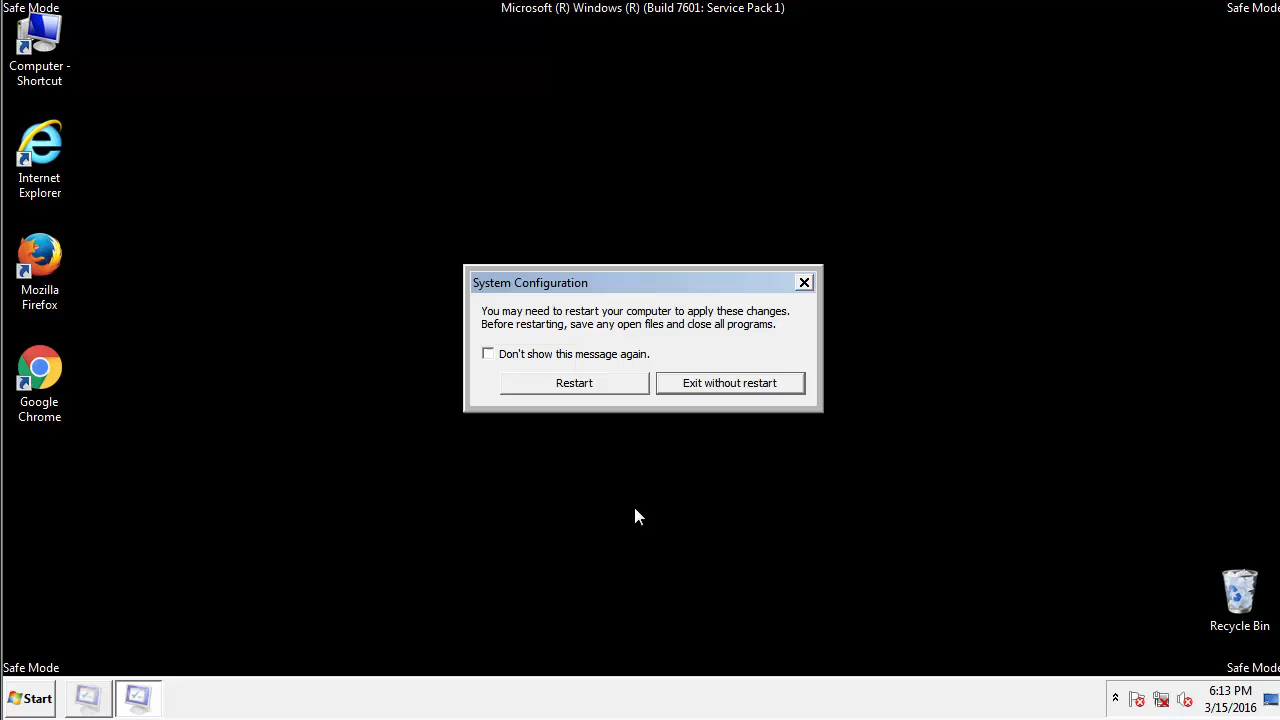 Safe Mode
Microsoft (R) Windows (R) (Build 7601: Service Pack 1)
Safe Mode
Computer -
Shortcut
Internet
Explorer
Mozilla
Firefox
Google
Chrome
System Configuration
You may need to restart your computer to apply these changes.
Before restarting, save any open files and close all programs.
Don't show this message again.
Restart
Exit without restart
Recycle Bin
Safe Mode
Safe Mode
Start
6:13 PM
3/15/2016